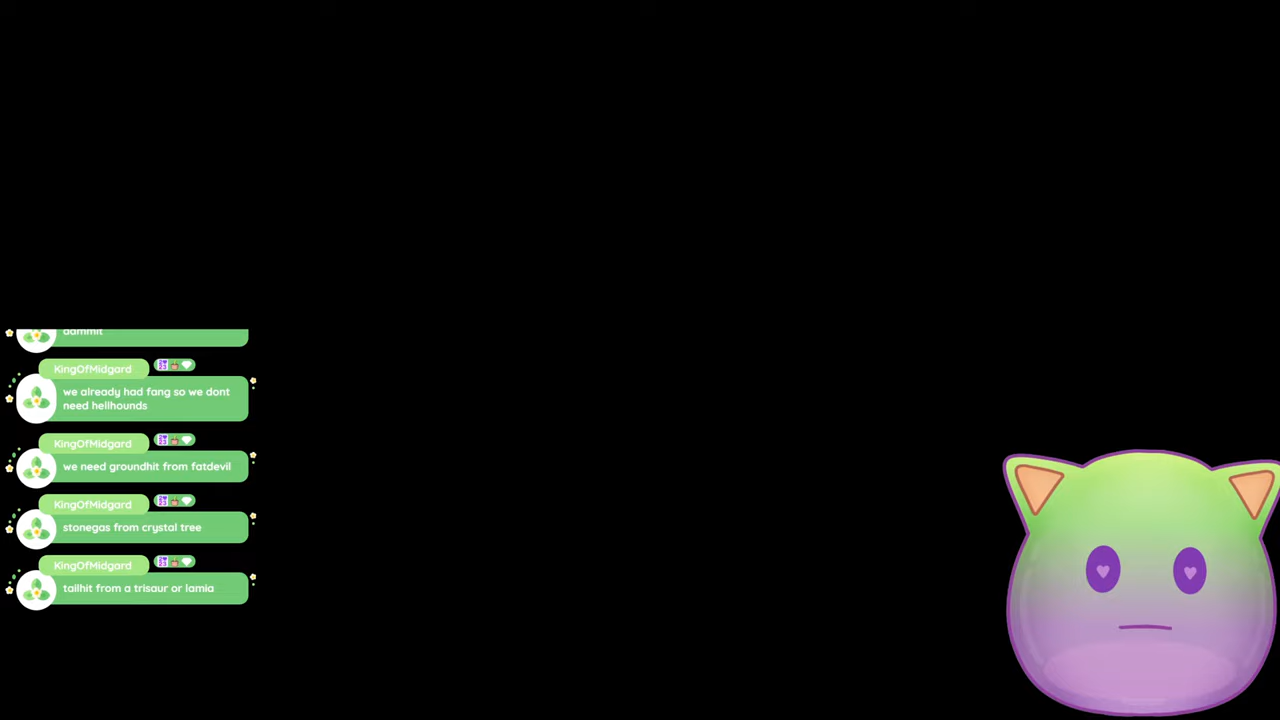 dammit
KingOfMidgard
we already had fang so we dont
need hellhounds
KingOfMidgard
we need groundhit from fatdevil
KingOfMidgard
stonegas from crystal tree
KingOfMidgard
tailhit from a trisaur or lamia